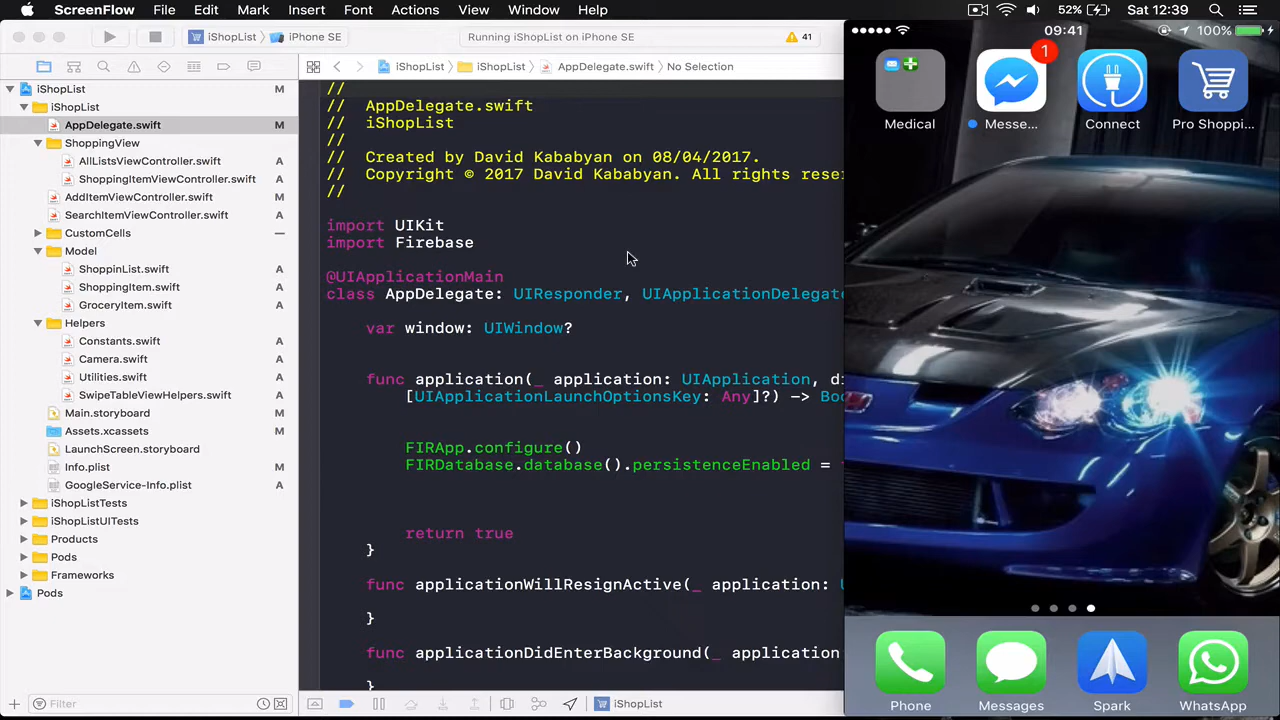 ScreenFlow File Edit Mark Insert Font Actions View Window Help 52% Sat 12:39
iShopList iPhone SE Running iShopList on iPhone SE 41
iShopList iShopList AppDelegate.swift No Selection
iShopList M
iShopList
AppDelegate.swift M
ShoppingView
AllListsViewController.swift A
ShoppingItemViewController.swift A
AddItemViewController.swift M
SearchItemViewController.swift A
CustomCells
Model
ShoppinList.swift A
ShoppingItem.swift A
GroceryItem.swift A
Helpers
Constants.swift A
Camera.swift A
Utilities.swift A
SwipeTableViewHelpers.swift A
Main.storyboard M
Assets.xcassets A
LaunchScreen.storyboard
Info.plist M
GoogleService-Info.plist A
iShopListTests
iShopListUITests
Products
Pods
Frameworks
Pods
Filter
//
// AppDelegate.swift
// iShopList
//
// Created by David Kababyan on 08/04/2017.
// Copyright © 2017 David Kababyan. All rights rese
//
import UIKit
import Firebase
@UIApplicationMain
class AppDelegate: UIResponder, UIApplicationDelegate
var window: UIWindow?
func application(_ application: UIApplication, di
[UIApplicationLaunchOptionsKey: Any]?) -> Boo
FIRApp.configure()
FIRDatabase.database().persistenceEnabled =
return true
}
func applicationWillResignActive(_ application: U
}
func applicationDidEnterBackground(_ application
}
iShopList
09:41 100%
1
Medical Messe... Connect Pro Shoppi...
Phone Messages Spark WhatsApp